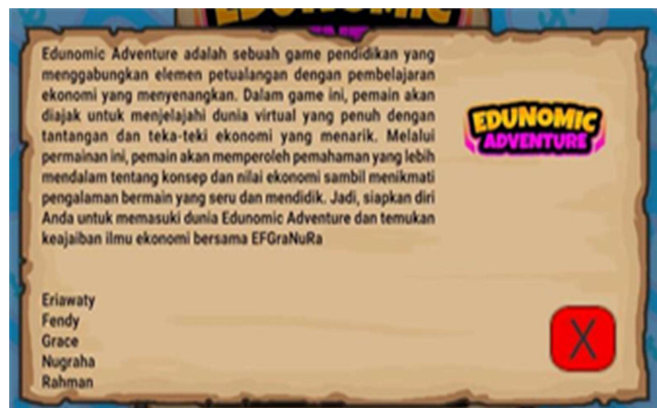 EDUNOMIC
Edunomic Adventure adalah sebuah game pendidikan yang
menggabungkan elemen petualangan dengan pembelajaran
ekonomi yang menyenangkan. Dalam game ini, pemain akan
diajak untuk menjelajahi dunia virtual yang penuh dengan
tantangan dan teka-teki ekonomi yang menarik. Melalui
permainan ini, pemain akan memperoleh pemahaman yang lebih
mendalam tentang konsep dan nilai ekonomi sambil menikmati
pengalaman bermain yang seru dan mendidik. Jadi, siapkan diri
Anda untuk memasuki dunia Edunomic Adventure dan temukan
keajaiban ilmu ekonomi bersama EFGraNuRa
EDUNOMIC
ADVENTURE
Eriawaty
Fendy
Grace
Nugraha
Rahman
X